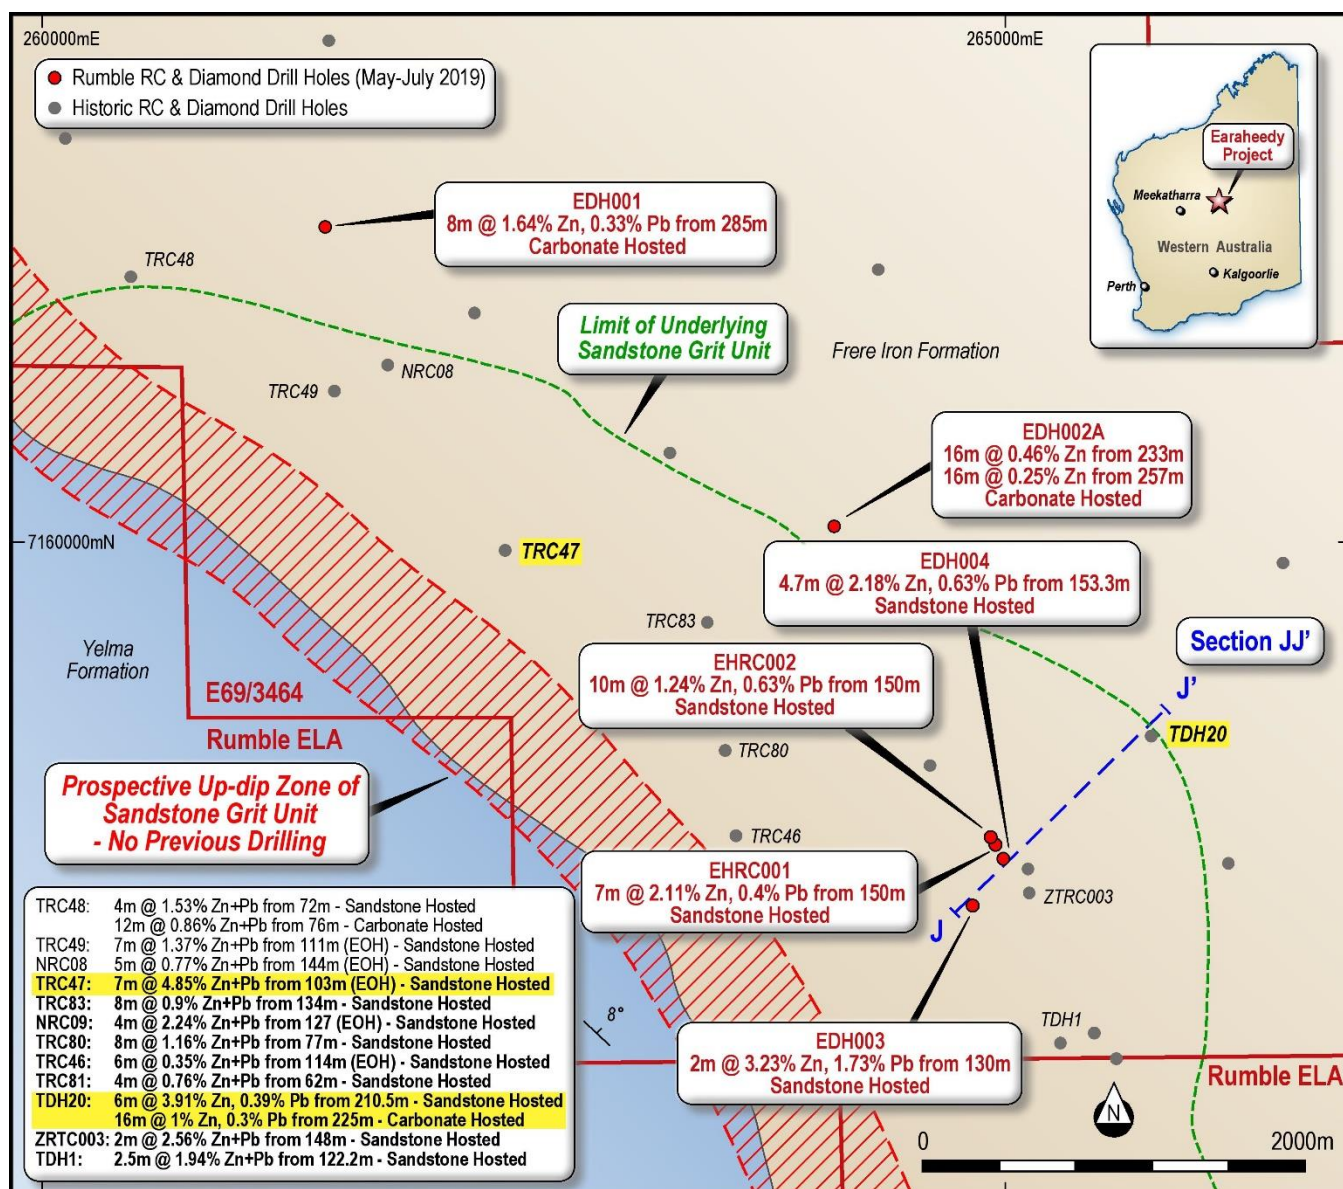 260000mE
265000mE
Rumble RC & Diamond Drill Holes (May-July 2019)
Historic RC & Diamond Drill Holes
Earaheedy
Project
Meekatharra
Western Australia
Kalgoorlie
Perth
EDH001
8m @ 1.64% Zn, 0.33% Pb from 285m
Carbonate Hosted
TRC48
Limit of Underlying
Sandstone Grit Unit
Frere Iron Formation
NRC08
TRC49
EDH002A
16m @ 0.46% Zn from 233m
16m @ 0.25% Zn from 257m
Carbonate Hosted
7160000mN
TRC47
EDH004
4.7m @ 2.18% Zn, 0.63% Pb from 153.3m
Sandstone Hosted
TRC83
Yelma
Formation
Section JJ'
EHRC002
10m @ 1.24% Zn, 0.63% Pb from 150m
Sandstone Hosted
J'
E69/3464
Rumble ELA
TDH20
TRC80
Prospective Up-dip Zone of
Sandstone Grit Unit
- No Previous Drilling
TRC46
EHRC001
7m @ 2.11% Zn, 0.4% Pb from 150m
Sandstone Hosted
ZTRC003
J
TRC48: 4m @ 1.53% Zn+Pb from 72m - Sandstone Hosted
12m @ 0.86% Zn+Pb from 76m - Carbonate Hosted
TRC49: 7m @ 1.37% Zn+Pb from 111m (EOH) - Sandstone Hosted
NRC08 5m @ 0.77% Zn+Pb from 144m (EOH) - Sandstone Hosted
TRC47: 7m @ 4.85% Zn+Pb from 103m (EOH) - Sandstone Hosted
TRC83: 8m @ 0.9% Zn+Pb from 134m - Sandstone Hosted
NRC09: 4m @ 2.24% Zn+Pb from 127 (EOH) - Sandstone Hosted
TRC80: 8m @ 1.16% Zn+Pb from 77m - Sandstone Hosted
TRC46: 6m @ 0.35% Zn+Pb from 114m (EOH) - Sandstone Hosted
TRC81: 4m @ 0.76% Zn+Pb from 62m - Sandstone Hosted
TDH20: 6m @ 3.91% Zn, 0.39% Pb from 210.5m - Sandstone Hosted
16m @ 1% Zn, 0.3% Pb from 225m - Carbonate Hosted
ZRTC003: 2m @ 2.56% Zn+Pb from 148m - Sandstone Hosted
TDH1: 2.5m @ 1.94% Zn+Pb from 122.2m - Sandstone Hosted
8°
TDH1
EDH003
2m @ 3.23% Zn, 1.73% Pb from 130m
Sandstone Hosted
Rumble ELA
N
0
2000m